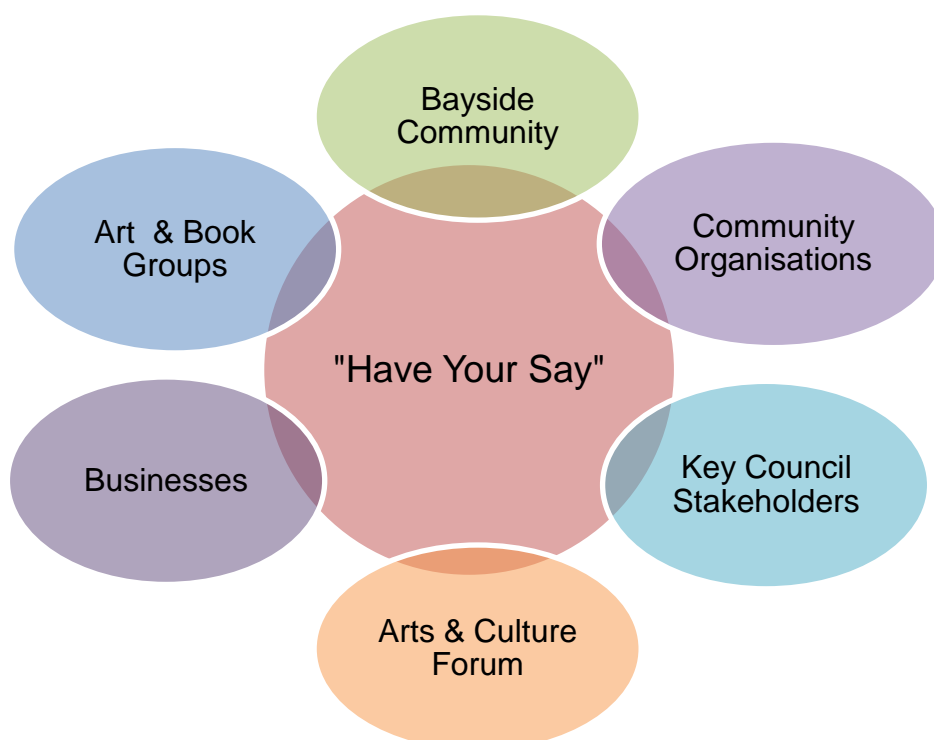 Bayside
Community
Art & Book
Groups
Community
Organisations
"Have Your Say"
Businesses
Key Council
Stakeholders
Arts & Culture
Forum